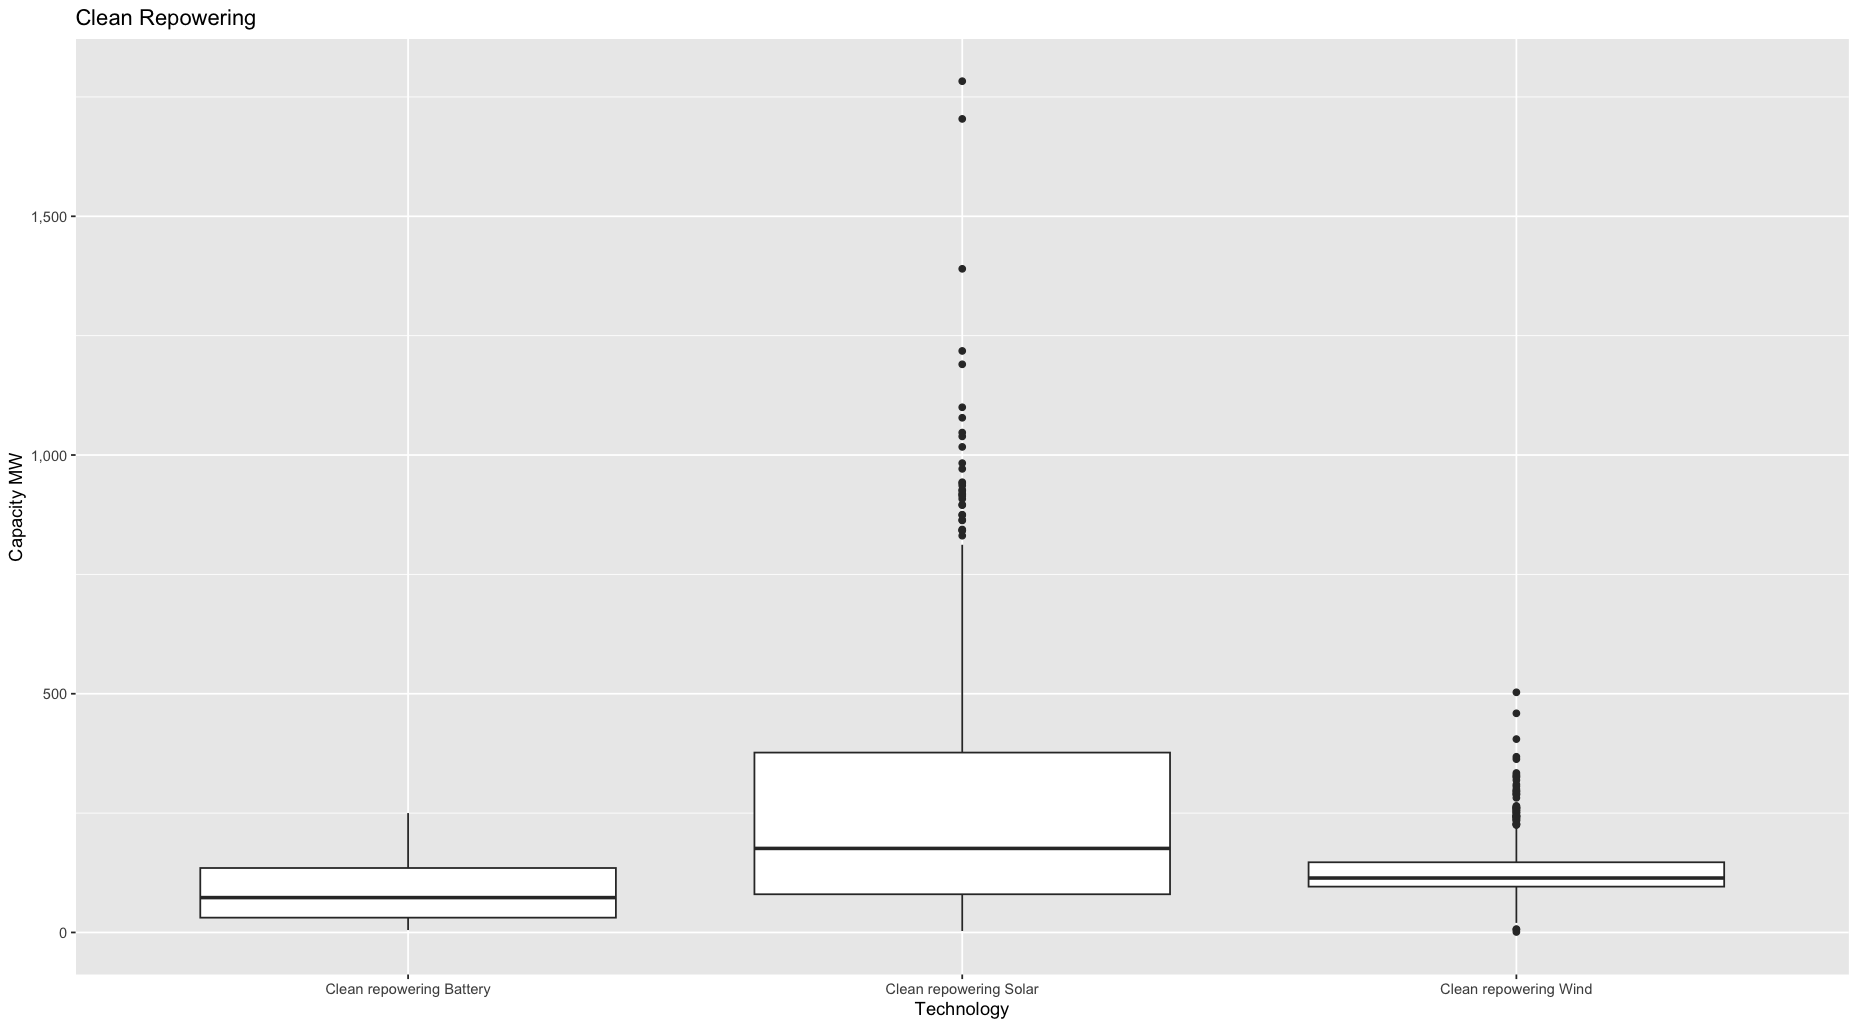 Clean Repowering
Capacity MW
1,500
1,000
500
0
Clean repowering Battery
Clean repowering Solar
Clean repowering Wind
Technology